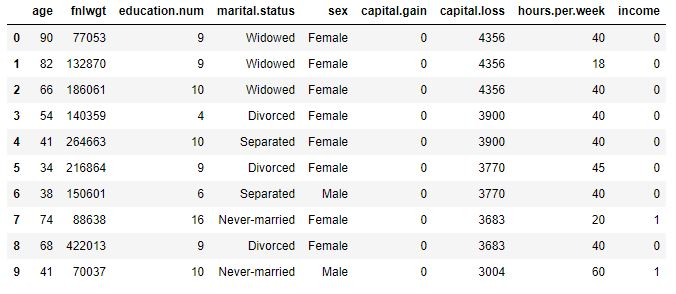 age fnlwgt education.num marital.status sex capital.gain capital.loss hours.per.week income
0 90 77053 9 Widowed Female 0 4356 40 0
1 82 132870 9 Widowed Female 0 4356 18 0
2 66 186061 10 Widowed Female 0 4356 40 0
3 54 140359 4 Divorced Female 0 3900 40 0
4 41 264663 10 Separated Female 0 3900 40 0
5 34 216864 9 Divorced Female 0 3770 45 0
6 38 150601 6 Separated Male 0 3770 40 0
7 74 88638 16 Never-married Female 0 3683 20 1
8 68 422013 9 Divorced Female 0 3683 40 0
9 41 70037 10 Never-married Male 0 3004 60 1